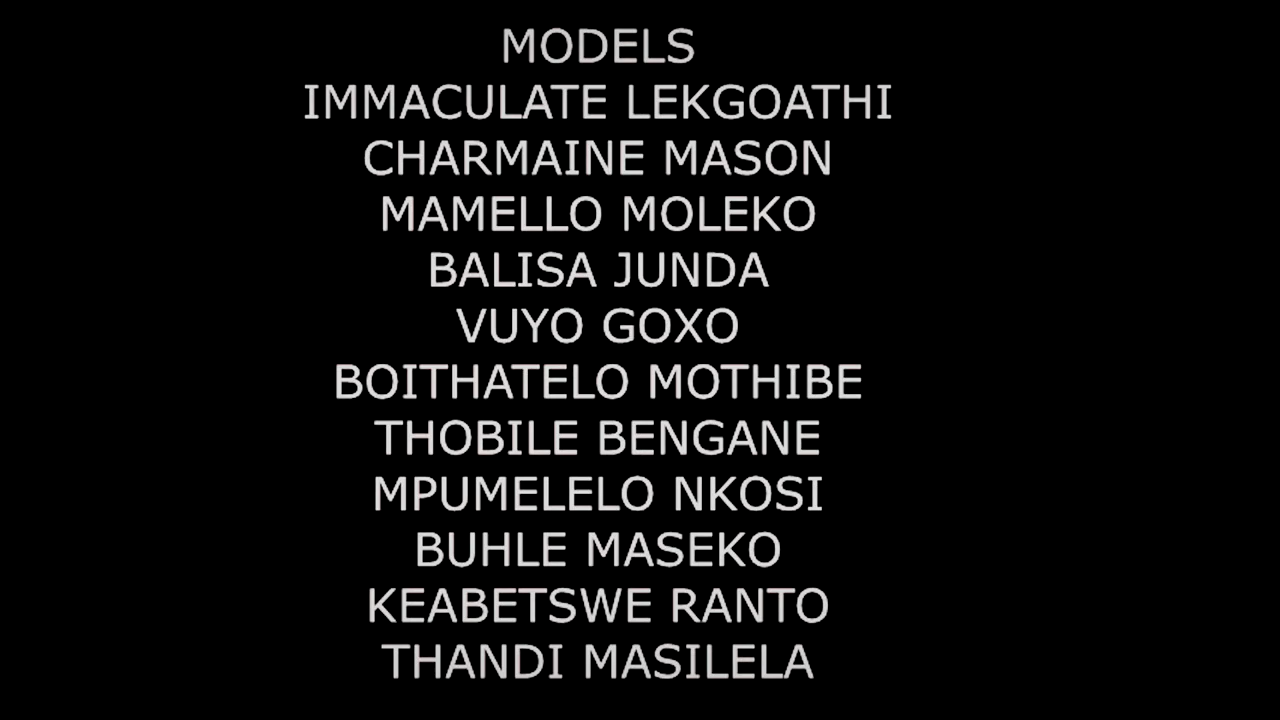 MODELS
IMMACULATE LEKGOATHI
CHARMAINE MASON
MAMELLO MOLEKO
BALISA JUNDA
VUYO GOXO
BOITHATELO MOTHIBE
THOBILE BENGANE
MPUMELELO NKOSI
BUHLE MASEKO
KEABETSWE RANTO
THANDI MASILELA